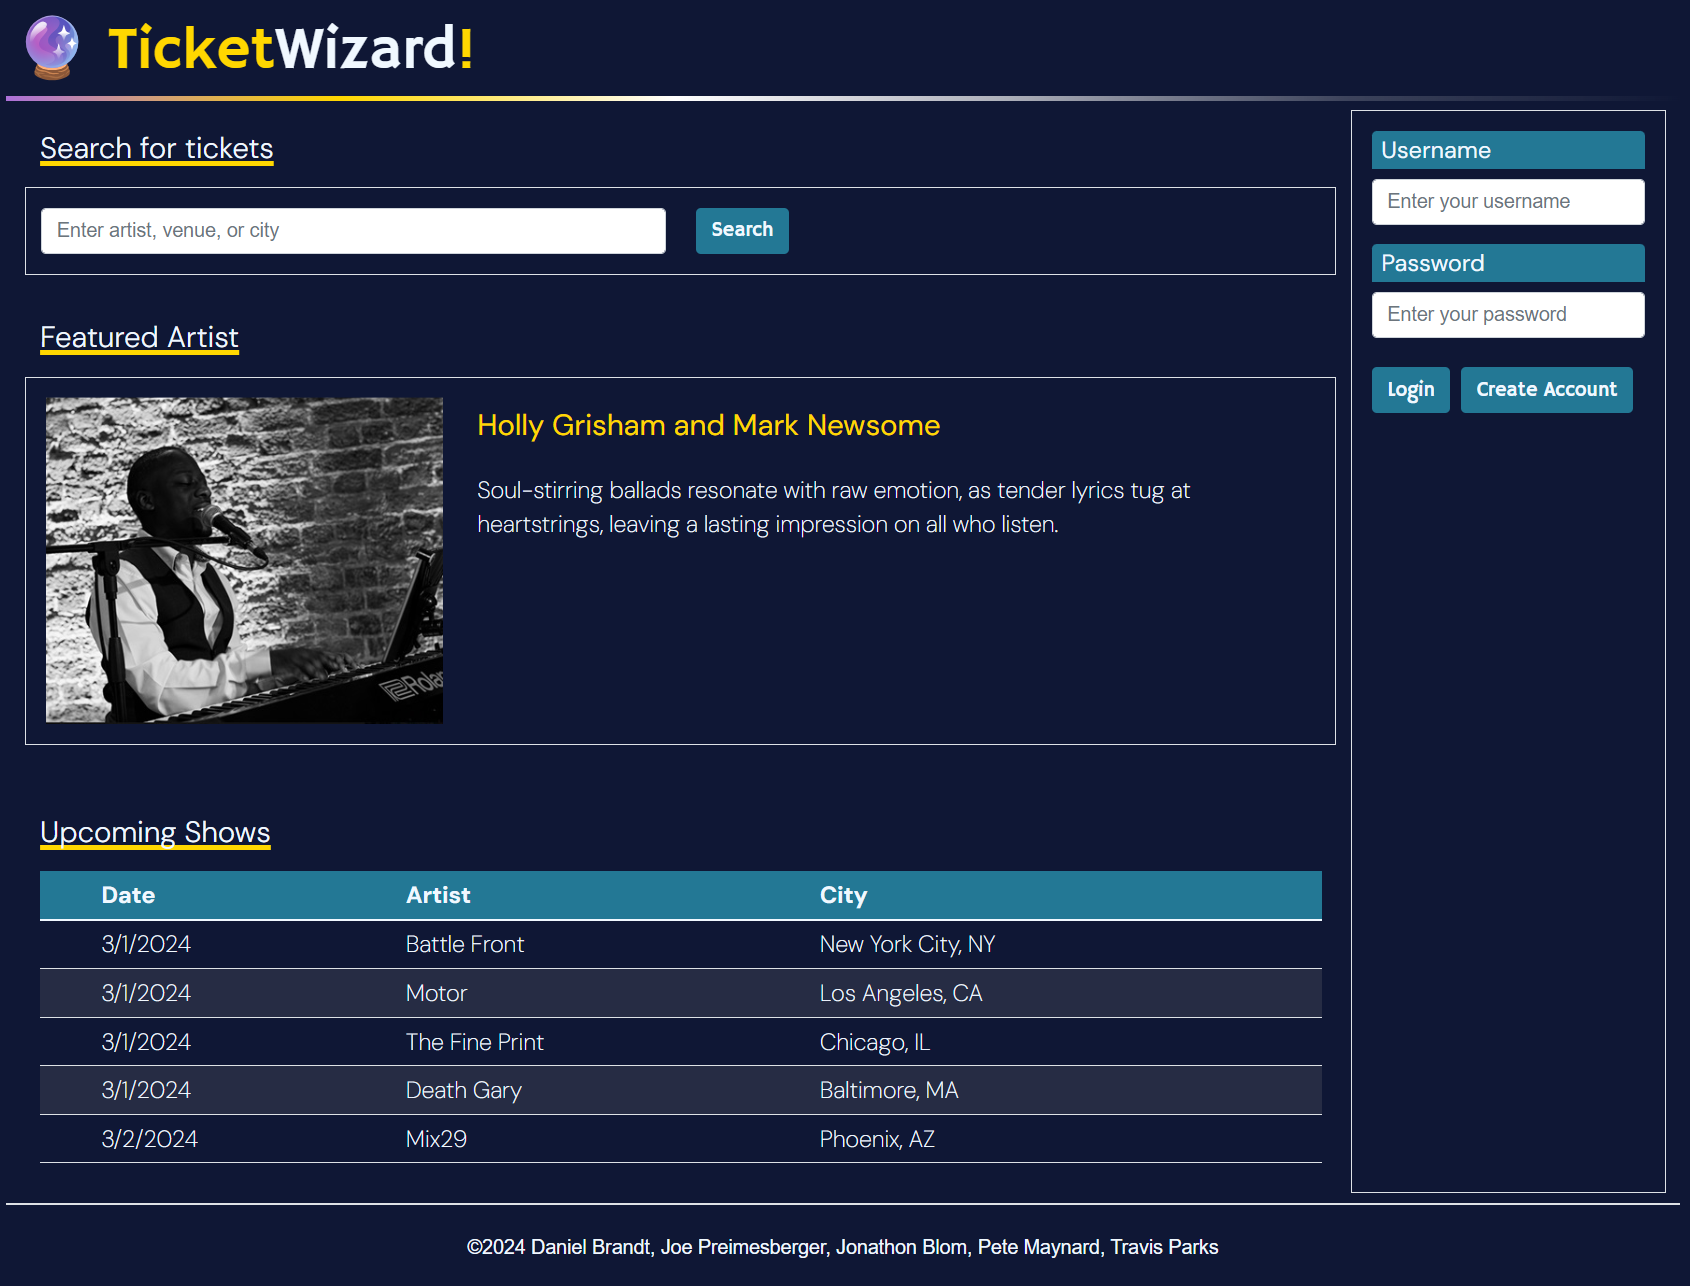 TicketWizard!
Search for tickets
Enter artist, venue, or city
Search
Featured Artist
Holly Grisham and Mark Newsome
Soul-stirring ballads resonate with raw emotion, as tender lyrics tug at
heartstrings, leaving a lasting impression on all who listen.
Roland
Upcoming Shows
Date Artist City
3/1/2024 Battle Front New York City, NY
3/1/2024 Motor Los Angeles, CA
3/1/2024 The Fine Print Chicago, IL
3/1/2024 Death Gary Baltimore, MA
3/2/2024 Mix29 Phoenix, AZ
Username
Enter your username
Password
Enter your password
Login Create Account
©2024 Daniel Brandt, Joe Preimesberger, Jonathon Blom, Pete Maynard, Travis Parks